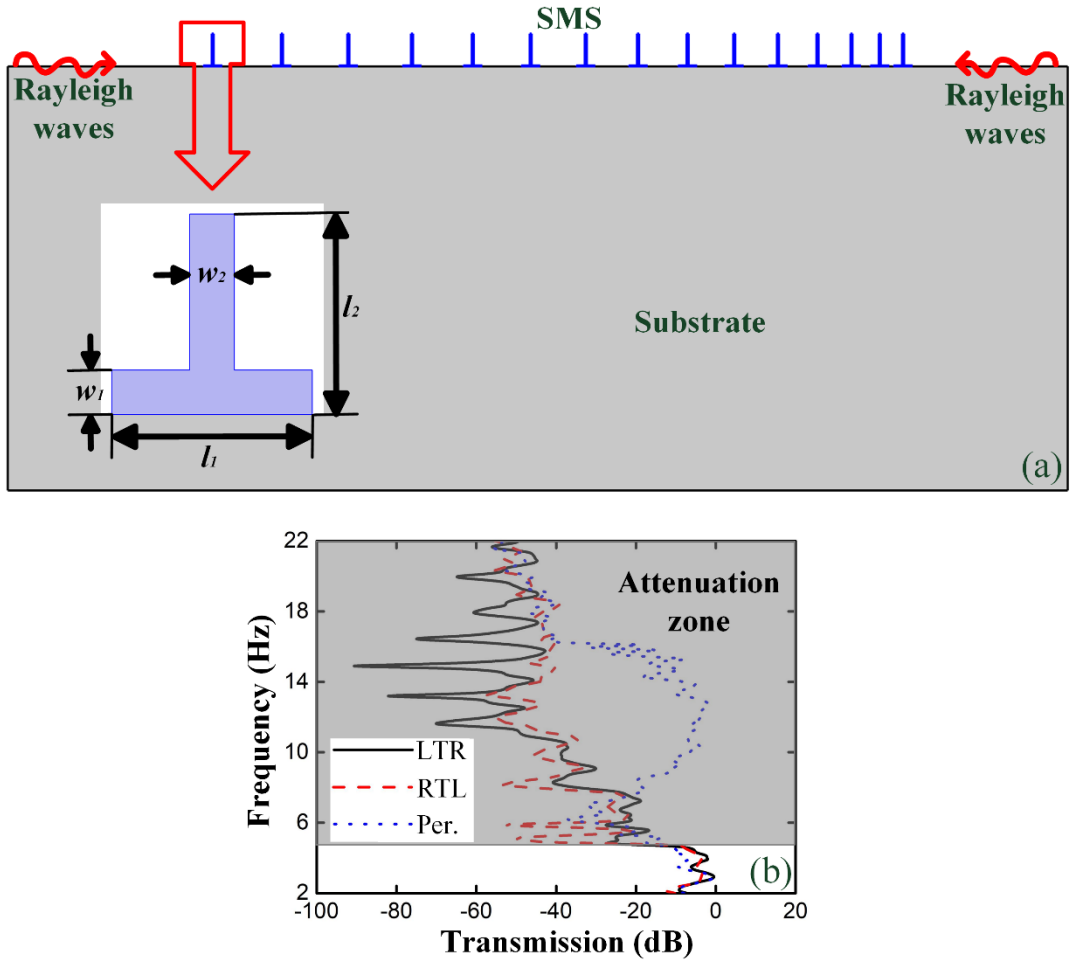 SMS
Rayleigh
waves
Rayleigh
waves
w2
l2
w1
l1
Substrate
(a)
22
18
14
10
6
2
Frequency (Hz)
Attenuation
zone
LTR
RTL
Per.
(b)
-100 -80 -60 -40 -20 0 20
Transmission (dB)